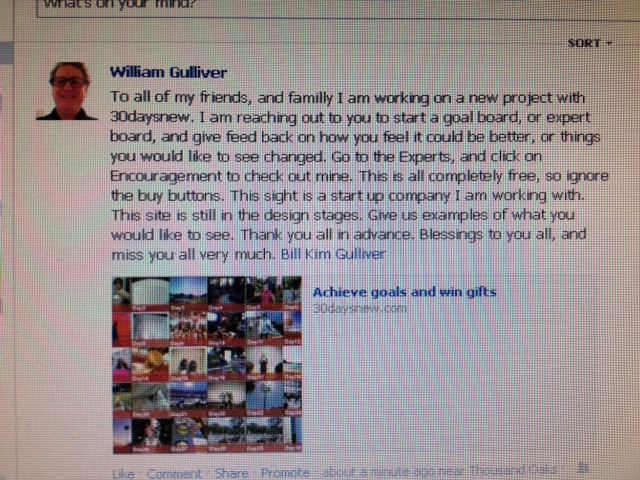 What's on your mind?
SORT
William Gulliver
To all of my friends, and familly I am working on a new project with
30daysnew. I am reaching out to you to start a goal board, or expert
board, and give feed back on how you feel it could be better, or things
you would like to see changed. Go to the Experts, and click on
Encouragement to check out mine. This is all completely free, so ignore
the buy buttons. This sight is a start up company I am working with.
This site is still in the design stages. Give us examples of what you
would like to see. Thank you all in advance. Blessings to you all, and
miss you all very much. Bill Kim Gulliver
Achieve goals and win gifts
30daysnew.com
Like · Comment · Share · Promote · about a minute ago near Thousand Oaks ·